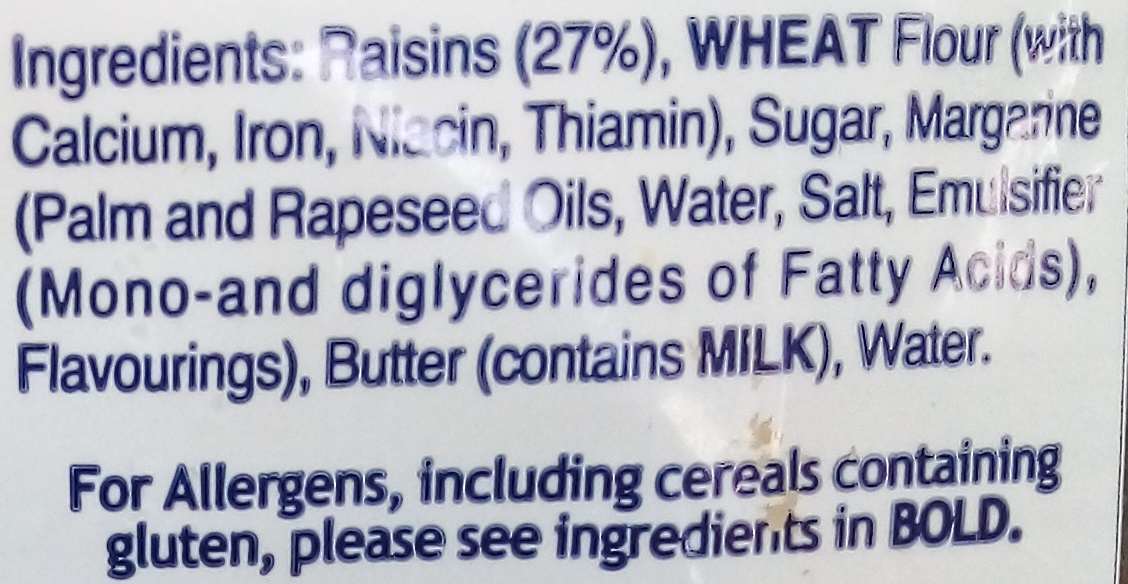 Ingredients: Raisins (27%), WHEAT Flour (with
Calcium, Iron, Niacin, Thiamin), Sugar, Margarine
(Palm and Rapeseed Oils, Water, Salt, Emulsifier
(Mono-and diglycerides of Fatty Acids),
Flavourings), Butter (contains MILK), Water.
For Allergens, including cereals containing
gluten, please see ingredients in BOLD.